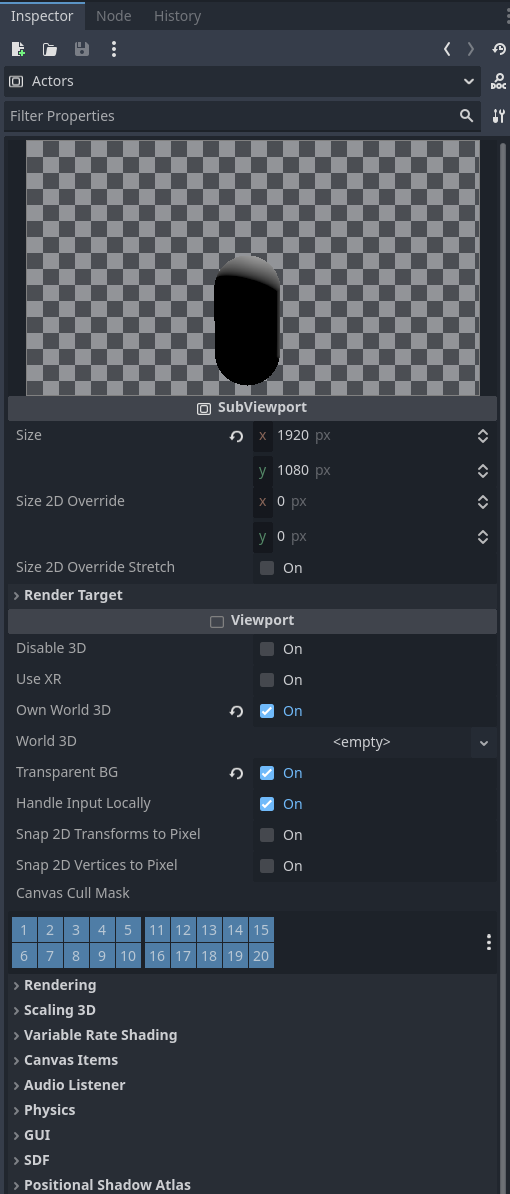 Inspector Node History
Actors
DOC
Filter Properties
SubViewport
Size x 1920 px
y 1080 px
Size 2D Override x 0 px
y 0 px
Size 2D Override Stretch On
Render Target
Viewport
Disable 3D On
Use XR On
Own World 3D On
World 3D <empty>
Transparent BG On
Handle Input Locally On
Snap 2D Transforms to Pixel On
Snap 2D Vertices to Pixel On
Canvas Cull Mask
1 2 3 4 5 11 12 13 14 15
6 7 8 9 10 16 17 18 19 20
Rendering
Scaling 3D
Variable Rate Shading
Canvas Items
Audio Listener
Physics
GUI
SDF
Positional Shadow Atlas